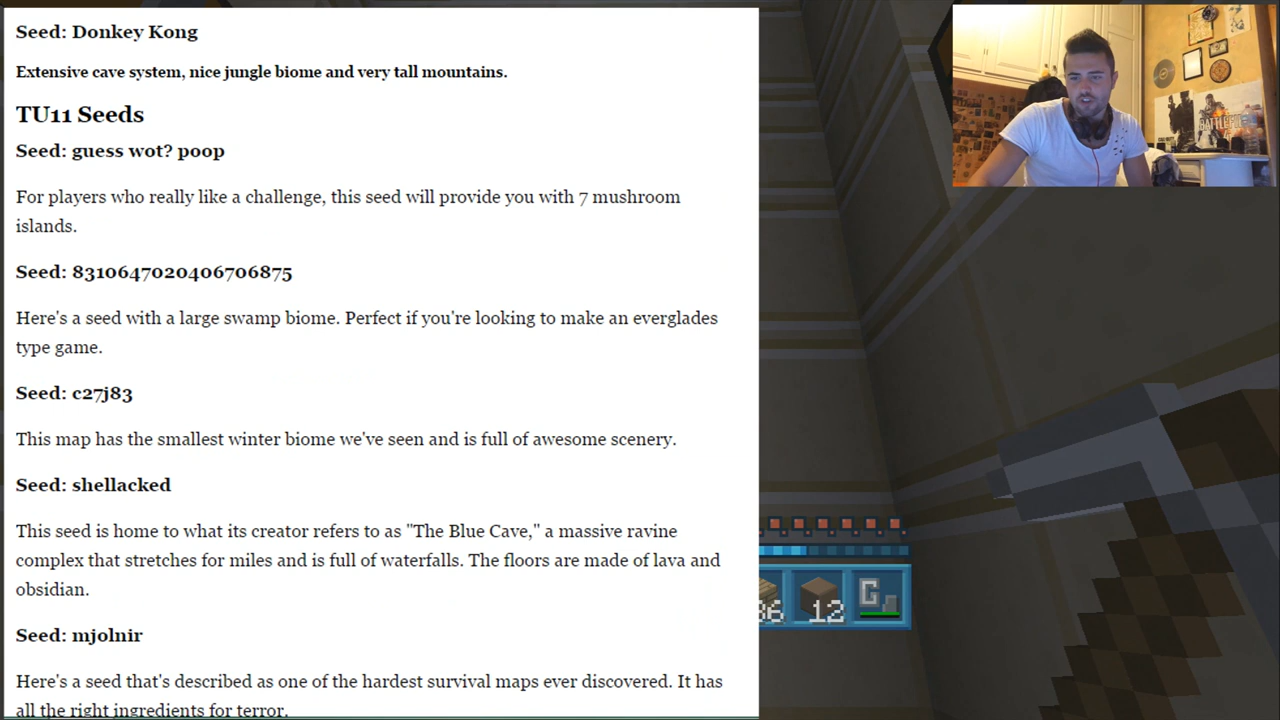 Seed: Donkey Kong
Extensive cave system, nice jungle biome and very tall mountains.
TU11 Seeds
Seed: guess wot? poop
For players who really like a challenge, this seed will provide you with 7 mushroom
islands.
Seed: 8310647020406706875
Here's a seed with a large swamp biome. Perfect if you're looking to make an everglades
type game.
Seed: c27j83
This map has the smallest winter biome we've seen and is full of awesome scenery.
Seed: shellacked
This seed is home to what its creator refers to as "The Blue Cave," a massive ravine
complex that stretches for miles and is full of waterfalls. The floors are made of lava and
obsidian.
Seed: mjolnir
Here's a seed that's described as one of the hardest survival maps ever discovered. It has
all the right ingredients for terror.
36 12